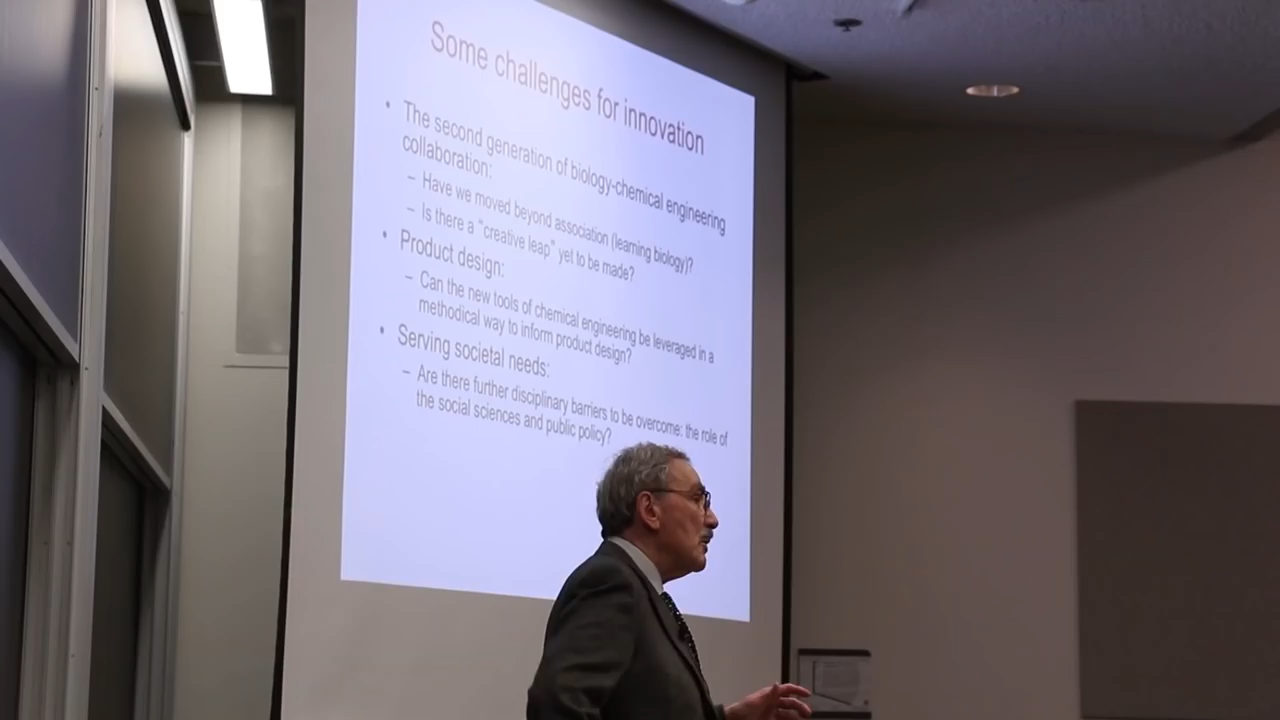 Some challenges for innovation
• The second generation of biology-chemical engineering
collaboration:
– Have we moved beyond association (learning biology)?
– Is there a "creative leap" yet to be made?
• Product design:
– Can the new tools of chemical engineering be leveraged in a
methodical way to inform product design?
• Serving societal needs:
– Are there further disciplinary barriers to be overcome: the role of
the social sciences and public policy?